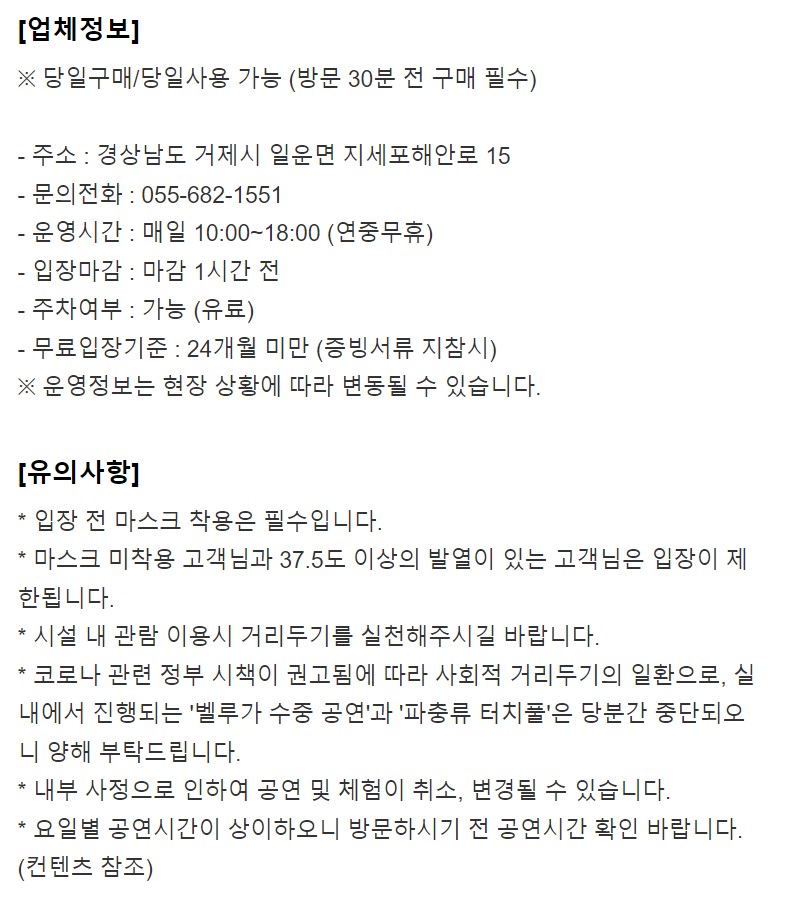 [업체정보]
※ 당일구매/당일사용 가능 (방문 30분 전 구매 필수)
- 주소 : 경상남도 거제시 일운면 지세포해안로 15
- 문의전화 : 055-682-1551
- 운영시간 : 매일 10:00~18:00 (연중무휴)
- 입장마감 : 마감 1시간 전
- 주차여부 : 가능 (유료)
- 무료입장기준 : 24개월 미만 (증빙서류 지참시)
※ 운영정보는 현장 상황에 따라 변동될 수 있습니다.
[유의사항]
* 입장 전 마스크 착용은 필수입니다.
* 마스크 미착용 고객님과 37.5도 이상의 발열이 있는 고객님은 입장이 제
한됩니다.
* 시설 내 관람 이용시 거리두기를 실천해주시길 바랍니다.
* 코로나 관련 정부 시책이 권고됨에 따라 사회적 거리두기의 일환으로, 실
내에서 진행되는 '벨루가 수중 공연'과 '파충류 터치풀'은 당분간 중단되오
니 양해 부탁드립니다.
* 내부 사정으로 인하여 공연 및 체험이 취소, 변경될 수 있습니다.
* 요일별 공연시간이 상이하오니 방문하시기 전 공연시간 확인 바랍니다.
(컨텐츠 참조)